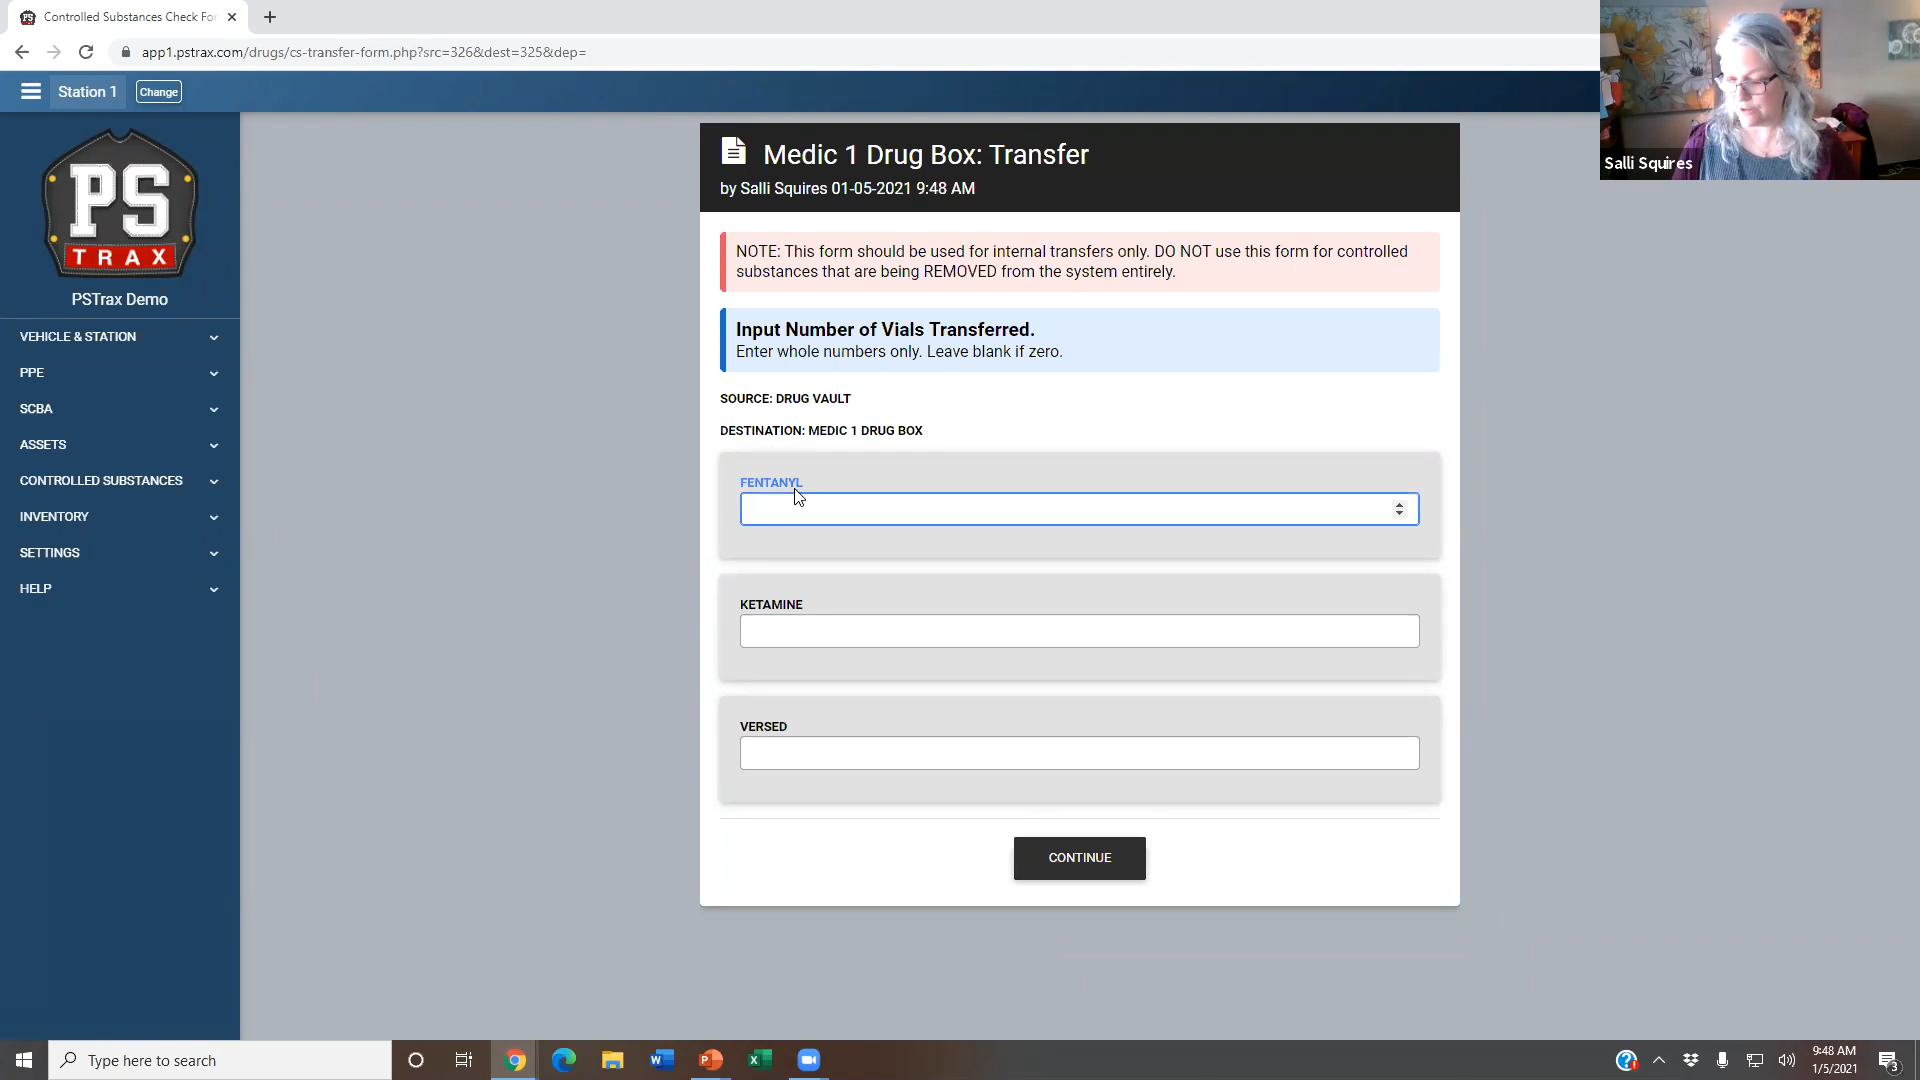 Controlled Substances Check For
app1.pstrax.com/drugs/cs-transfer-form.php?src=326&dest=325&dep=
Station 1
Change
Salli Squires
PS
TRAX
PSTrax Demo
VEHICLE & STATION
PPE
SCBA
ASSETS
CONTROLLED SUBSTANCES
INVENTORY
SETTINGS
HELP
Medic 1 Drug Box: Transfer
by Salli Squires 01-05-2021 9:48 AM
NOTE: This form should be used for internal transfers only. DO NOT use this form for controlled
substances that are being REMOVED from the system entirely.
Input Number of Vials Transferred.
Enter whole numbers only. Leave blank if zero.
SOURCE: DRUG VAULT
DESTINATION: MEDIC 1 DRUG BOX
FENTANYL
KETAMINE
VERSED
CONTINUE
Type here to search
9:48 AM
1/5/2021
3